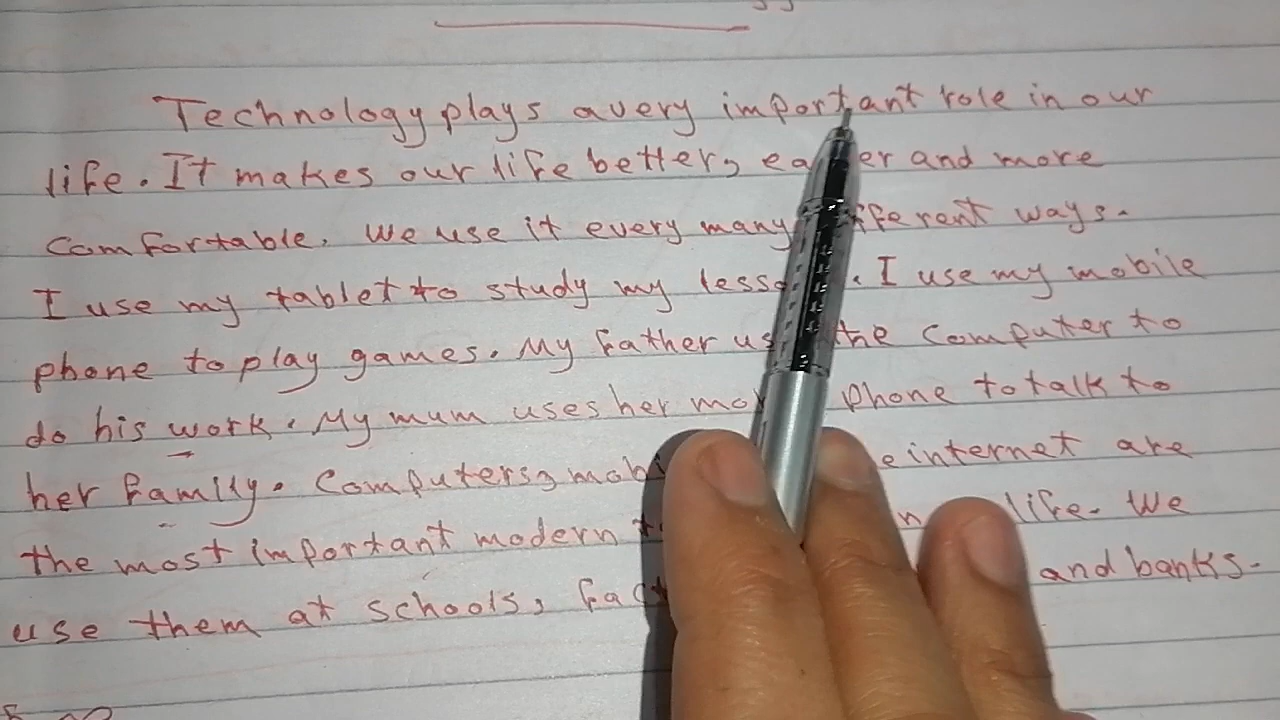 Technology plays a very important role in our
life. It makes our life better, ea er and more
comfortable. We use it every many fferent ways.
I use my tablet to study my lesso . I use my mobile
phone to play games. My father us the computer to
do his work. My mum uses her mo phone to talk to
her family. Computers, mobi e internet are
the most important modern t n life. We
use them at schools, fact and banks.